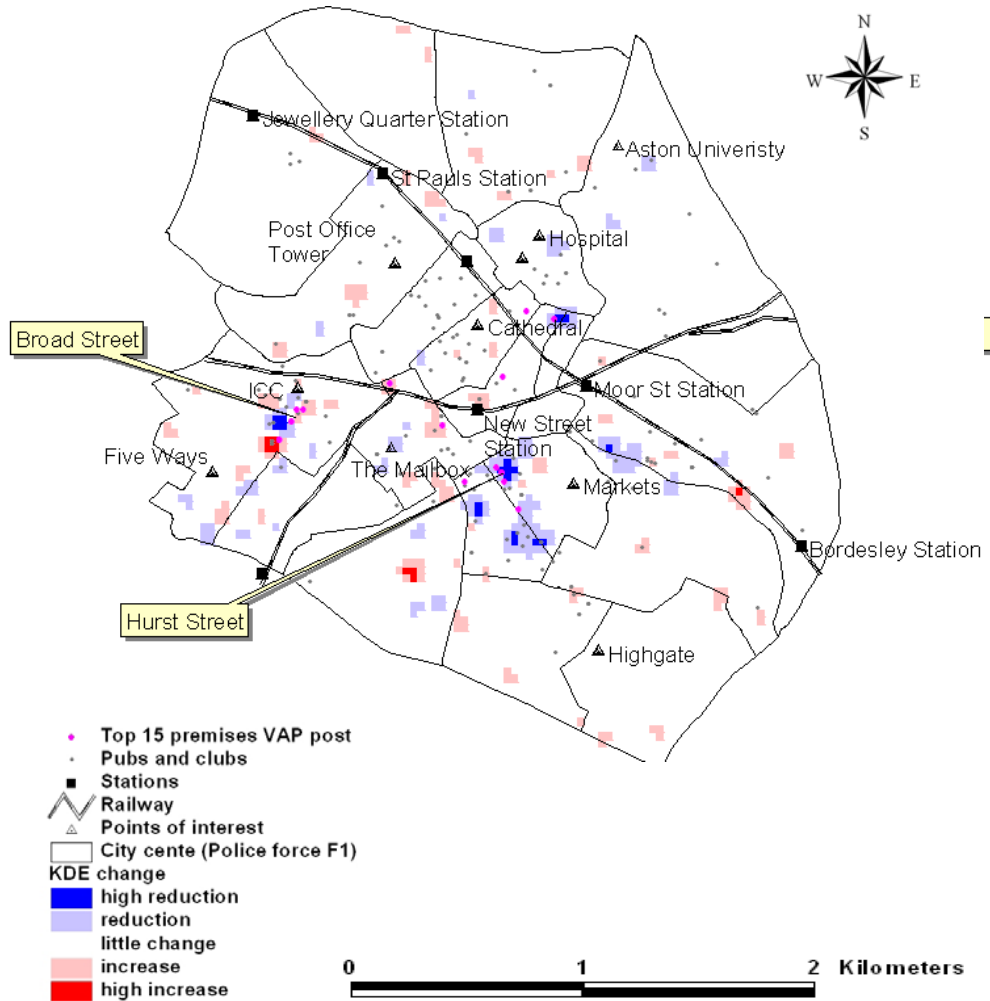 N
W
E
S
Jewellery Quarter Station
Aston Univeristy
St Pauls Station
Post Office
Tower
Hospital
Broad Street
Cathedral
ICC
Moor St Station
New Street
Station
Five Ways
The Mailbox
Markets
Bordesley Station
Hurst Street
Highgate
Top 15 premises VAP post
Pubs and clubs
Stations
Railway
Points of interest
City cente (Police force F1)
KDE change
high reduction
reduction
little change
increase
high increase
0
1
2
Kilometers